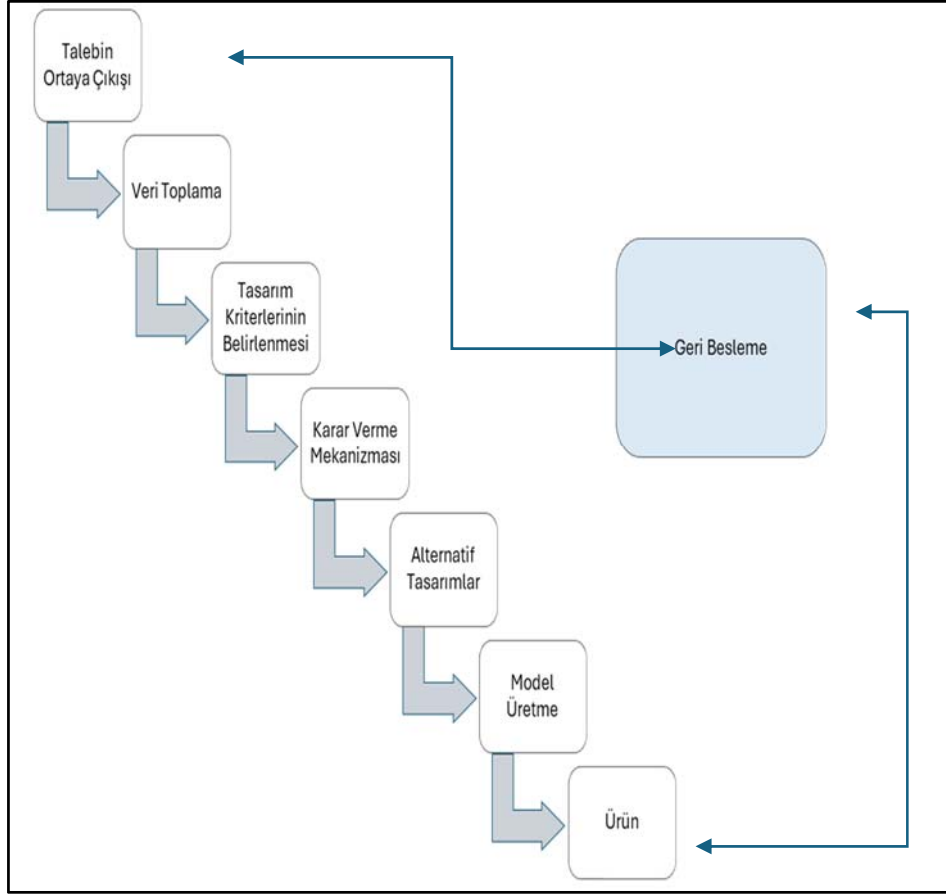 Talebin
Ortaya Çıkışı
Veri Toplama
Tasarım
Kriterlerinin
Belirlenmesi
Geri Besleme
Karar Verme
Mekanizması
Alternatif
Tasarımlar
Model
Üretme
Ürün